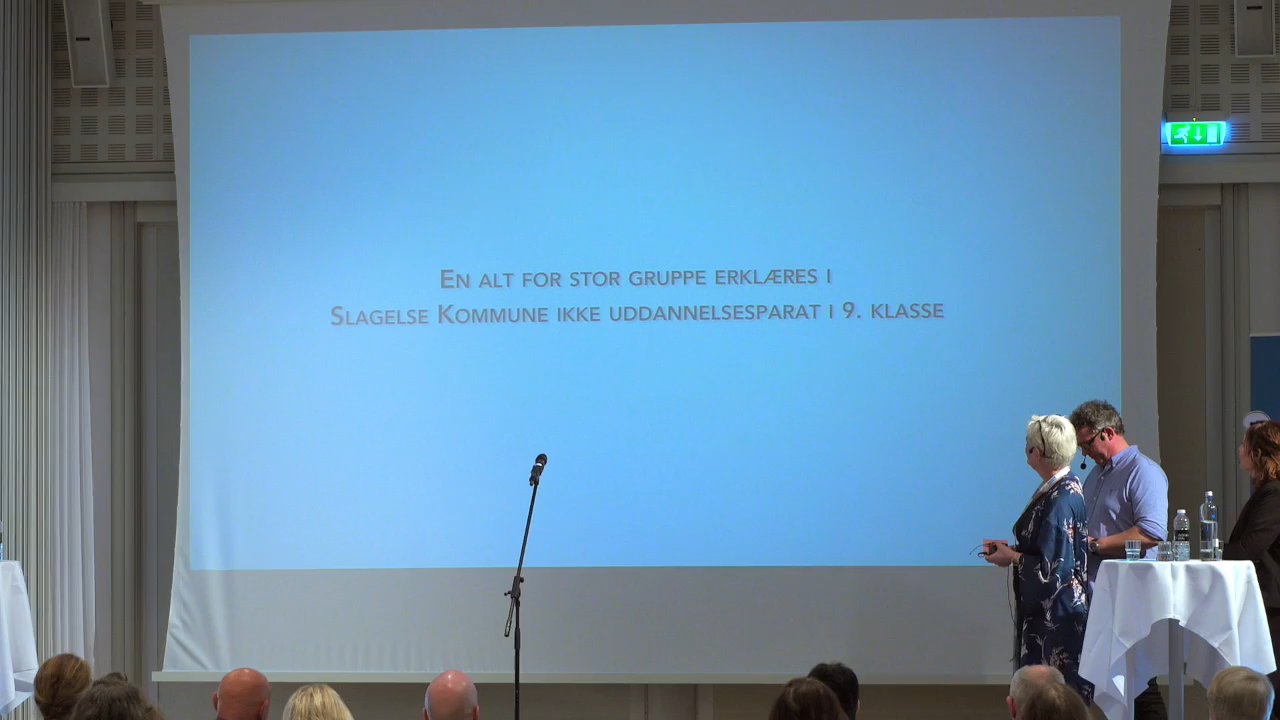 En alt for stor gruppe erklæres i
Slagelse Kommune ikke uddannelsesparat i 9. klasse